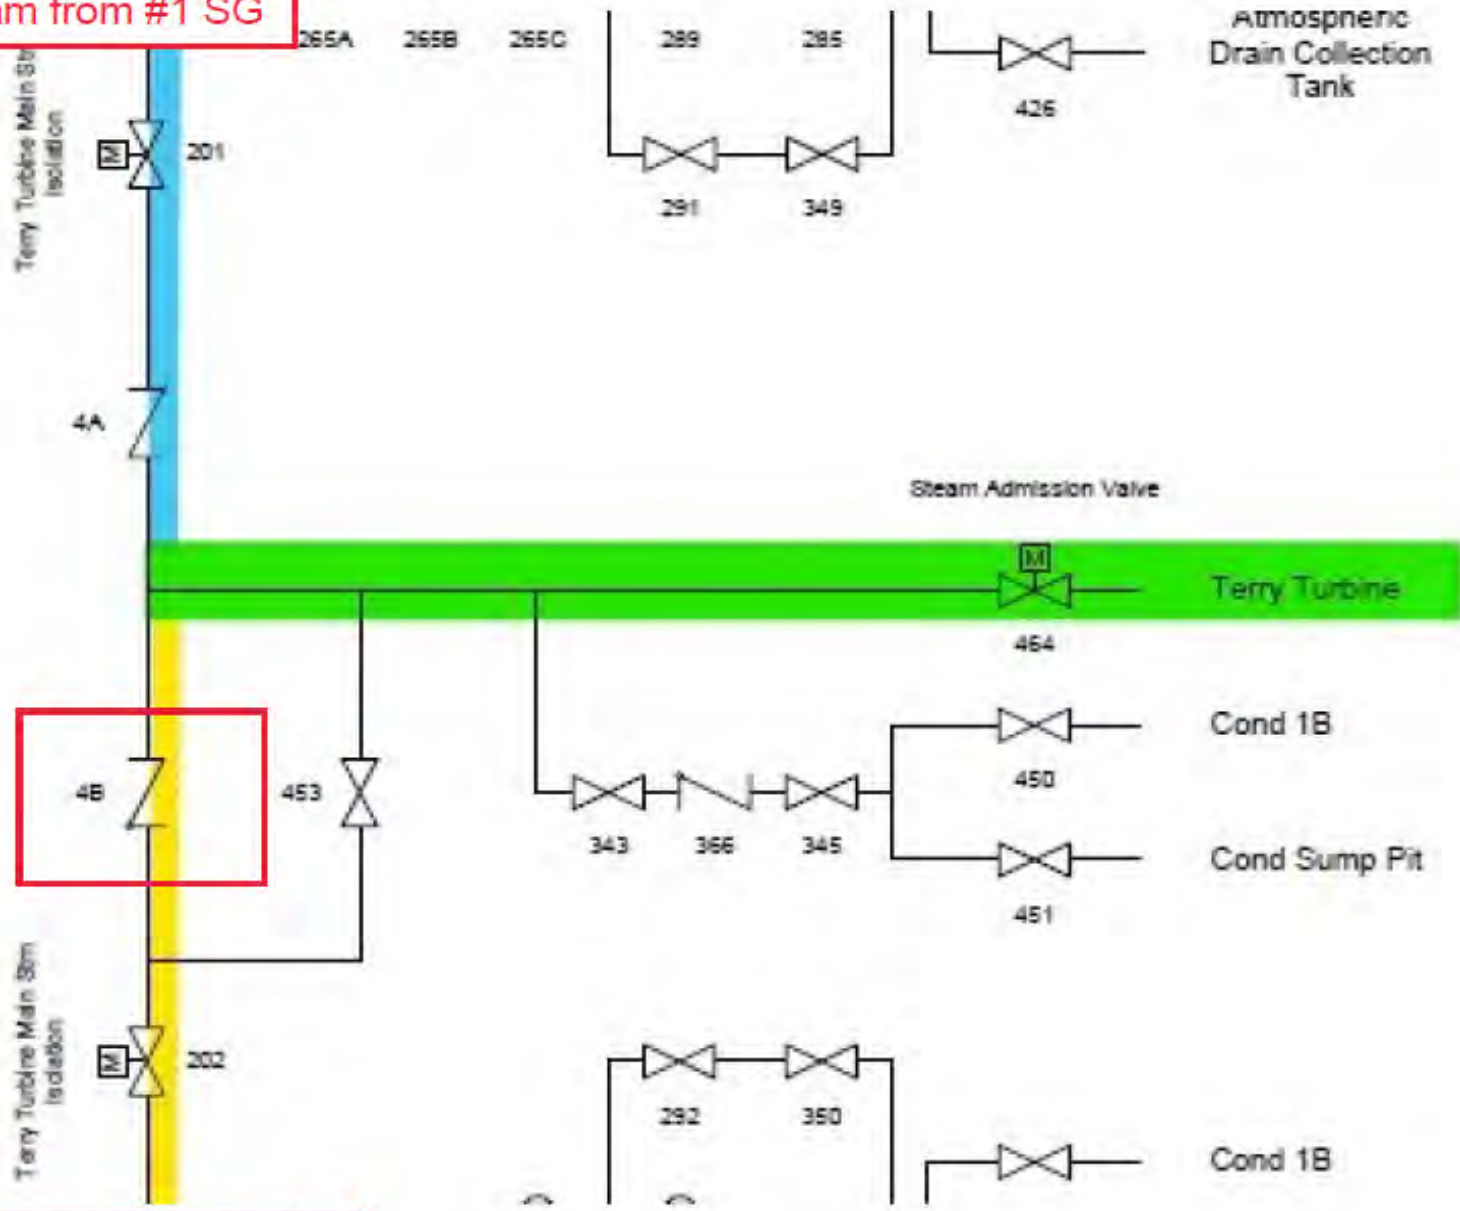 am from #1 SG
265A 265B 265C 289 285
Atmospheric
Drain Collection
Tank
426
Terry Turbine Main Str
Isolation
M 201
291 349
4A
Steam Admission Valve
M
Terry Turbine
464
4B
453
343 366 345
Cond 1B
450
Cond Sump Pit
451
Terry Turbine Main Stm
Isolation
M 202
292 350
Cond 1B